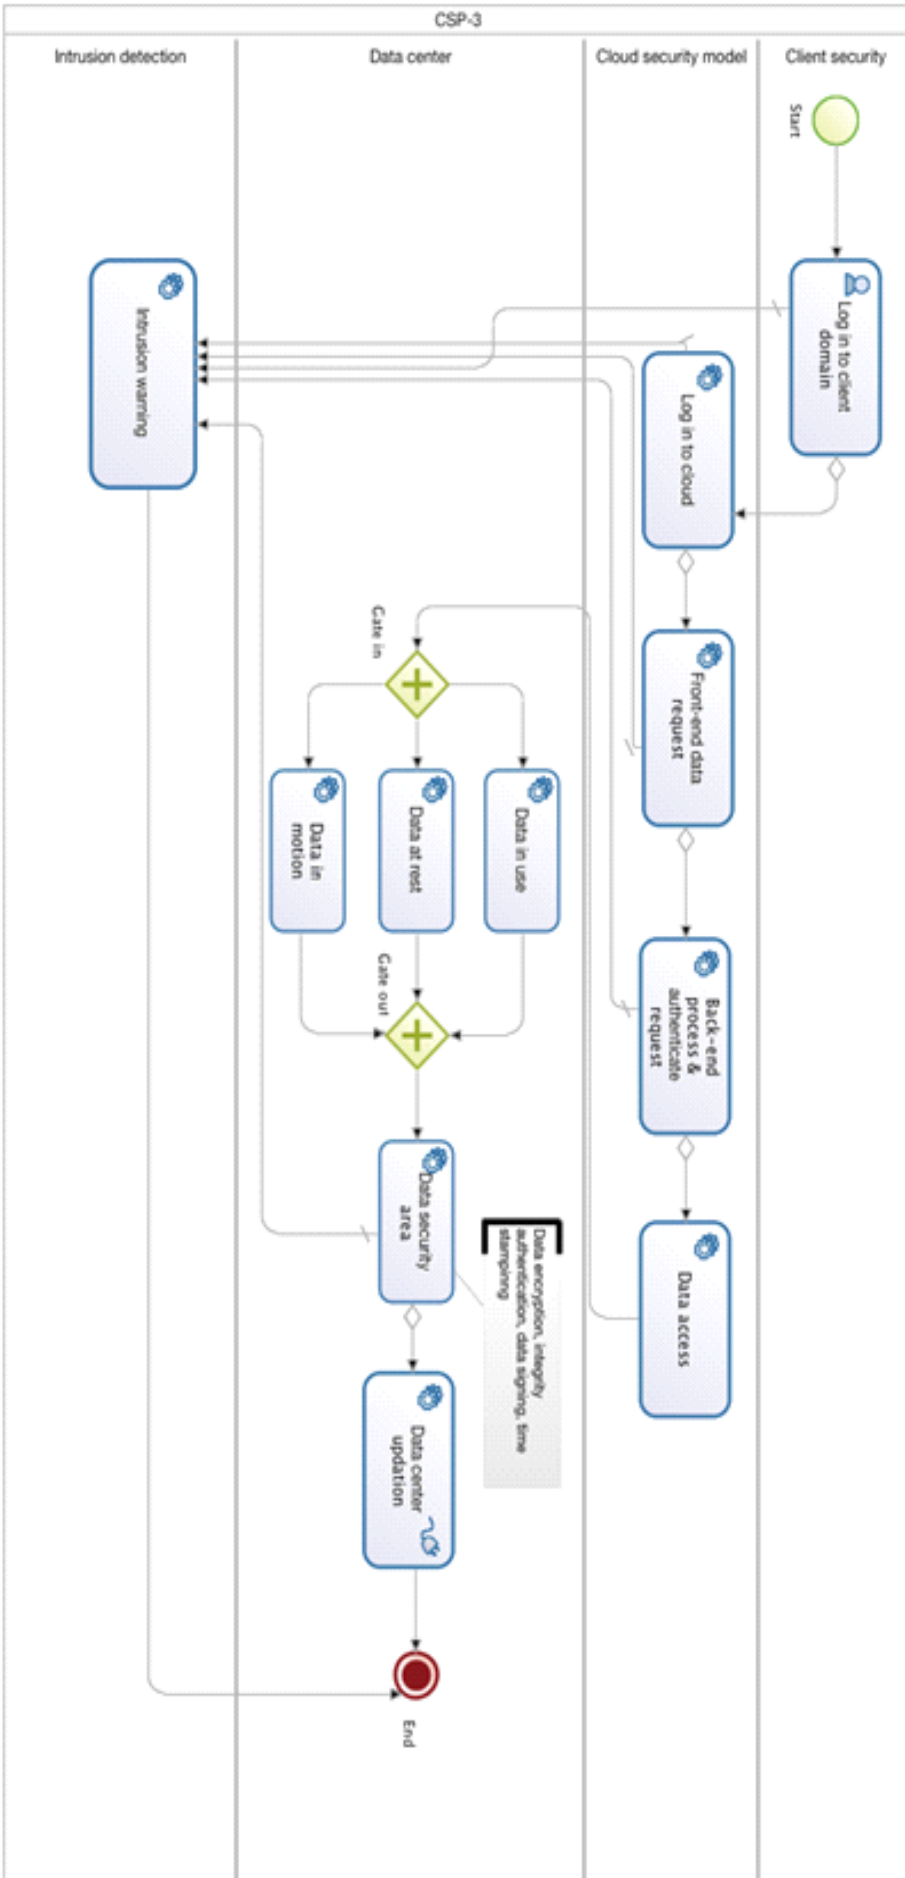 CSP-3
Intrusion detection
Data center
Cloud security model
Client security
Start
Log in to client
domain
Intrusion warning
Log in to cloud
Front-end data
request
Gate in
Data in
motion
Data at rest
Data in use
Gate out
Back-end
process &
authenticate
request
Data security
area
Data encryption, integrity
authentication, data signing, time
stampinng
Data access
Data center
updation
End